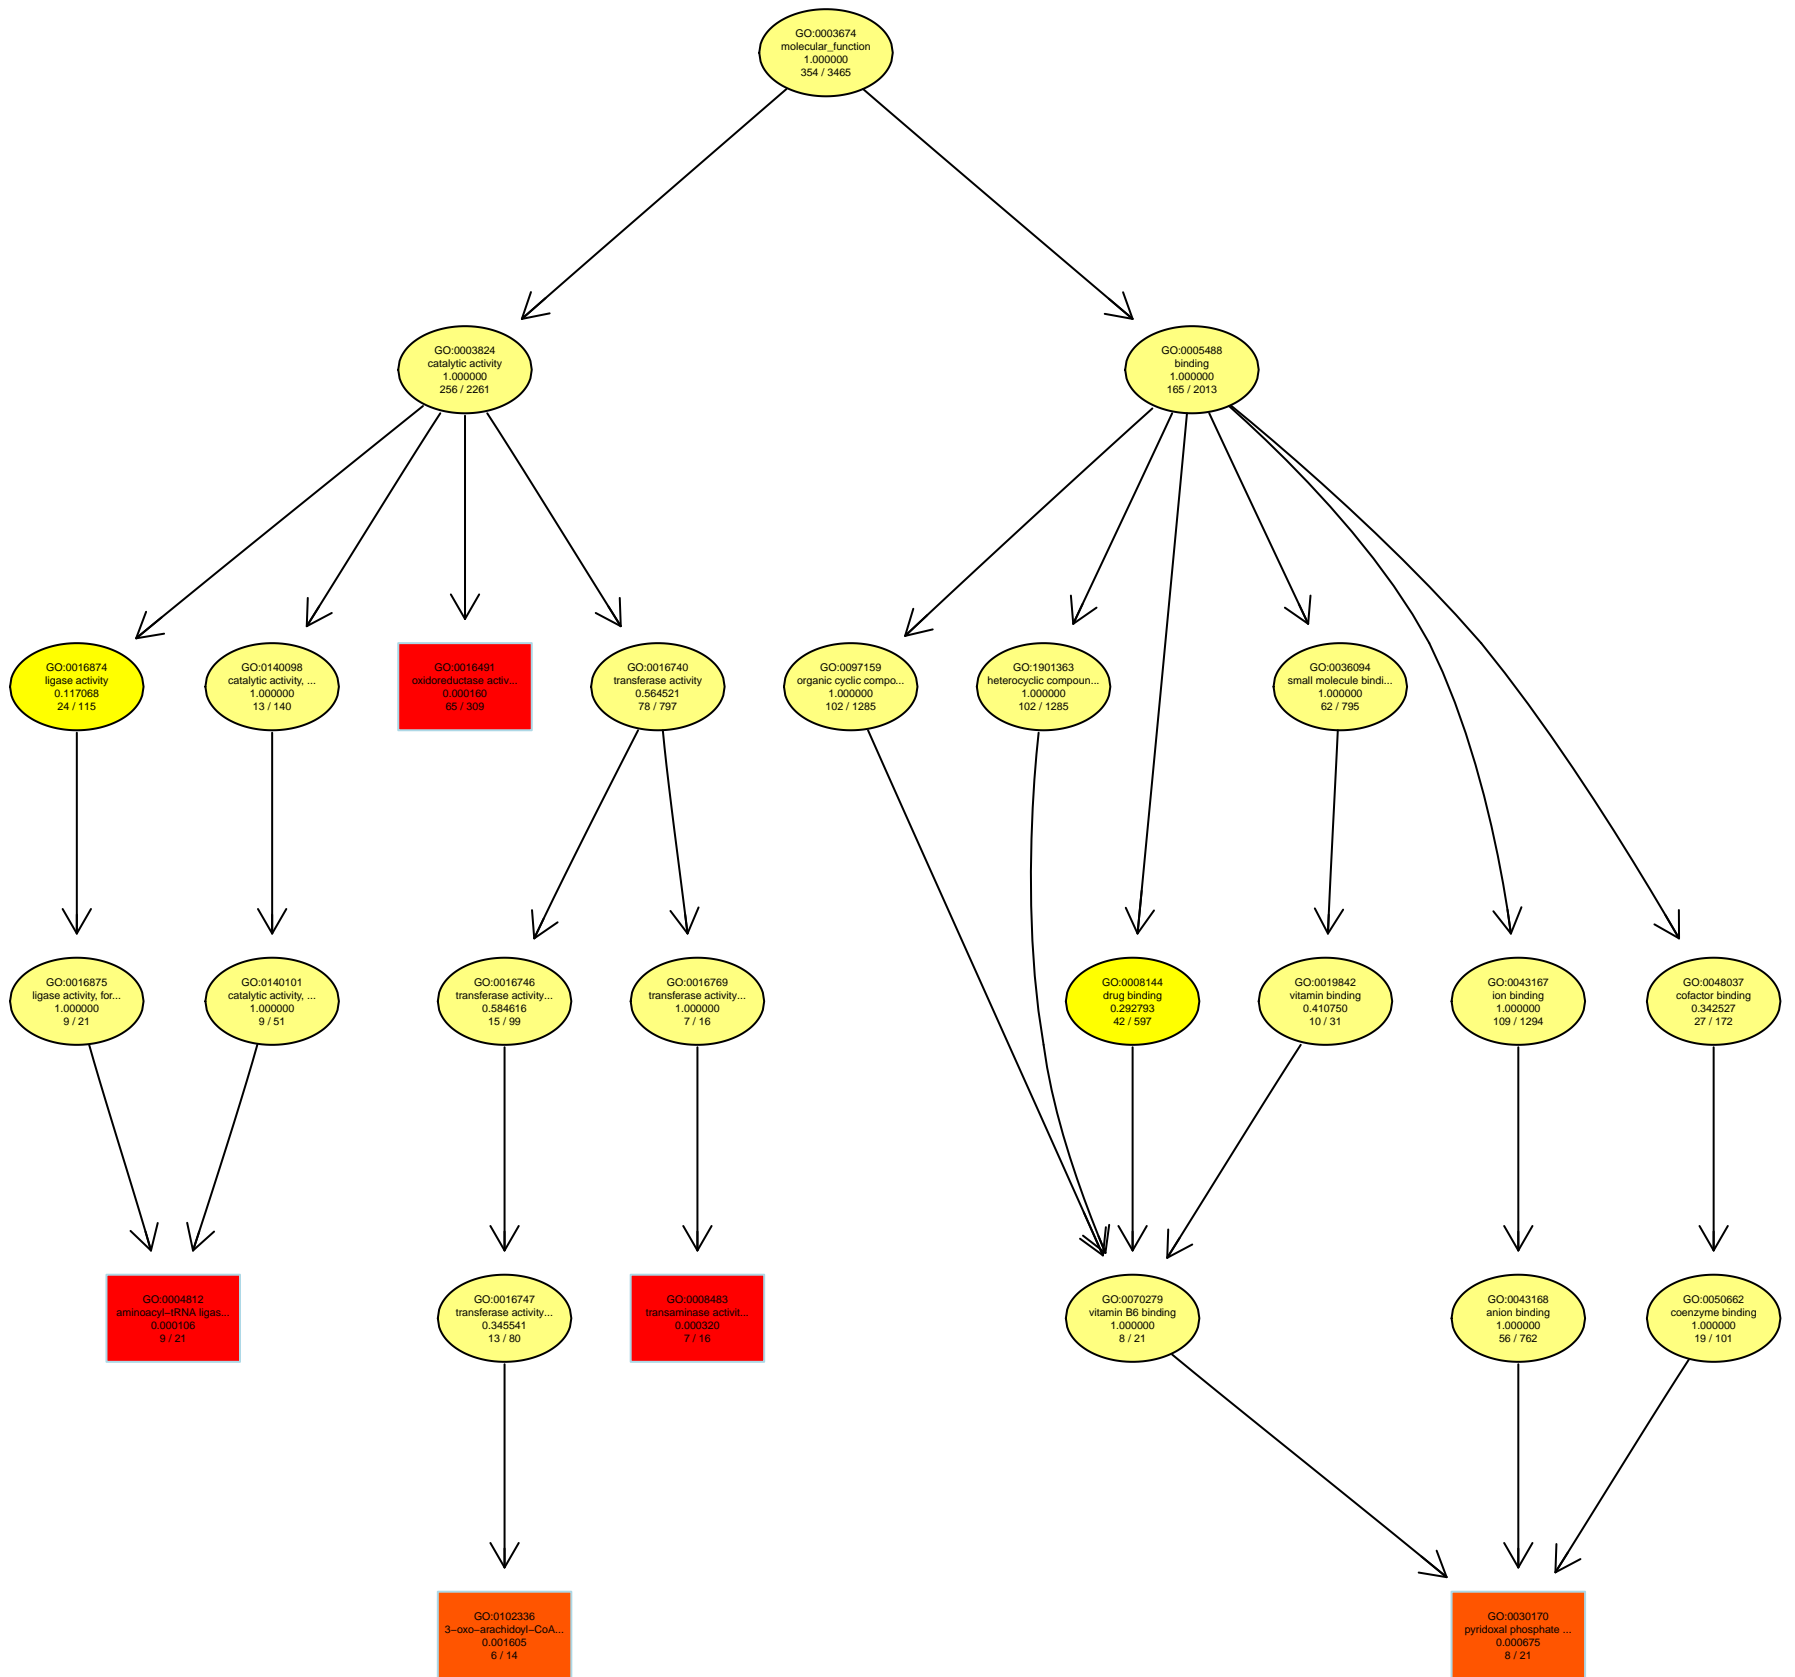 GO:0003674
molecular_function
1.000000
354 / 3465
GO:0003824
catalytic activity
1.000000
256 / 2261
GO:0005488
binding
1.000000
165 / 2013
GO:0016874
ligase activity
0.117068
24 / 115
GO:0140098
catalytic activity, ...
1.000000
13 / 140
GO:0016491
oxidoreductase activ...
0.000160
65 / 309
GO:0016740
transferase activity
0.564521
78 / 797
GO:0097159
organic cyclic compo...
1.000000
102 / 1285
GO:1901363
heterocyclic compoun...
1.000000
102 / 1285
GO:0036094
small molecule bindi...
1.000000
62 / 795
GO:0016875
ligase activity, for...
1.000000
9 / 21
GO:0140101
catalytic activity, ...
1.000000
9 / 51
GO:0016746
transferase activity...
0.584616
15 / 99
GO:0016769
transferase activity...
1.000000
7 / 16
GO:0008144
drug binding
0.292793
42 / 597
GO:0019842
vitamin binding
0.410750
10 / 31
GO:0043167
ion binding
1.000000
109 / 1294
GO:0048037
cofactor binding
0.342527
27 / 172
GO:0004812
aminoacyl−tRNA ligas...
0.000106
9 / 21
GO:0016747
transferase activity...
0.345541
13 / 80
GO:0008483
transaminase activit...
0.000320
7 / 16
GO:0070279
vitamin B6 binding
1.000000
8 / 21
GO:0043168
anion binding
1.000000
56 / 762
GO:0050662
coenzyme binding
1.000000
19 / 101
GO:0102336
3−oxo−arachidoyl−CoA...
0.001605
6 / 14
GO:0030170
pyridoxal phosphate ...
0.000675
8 / 21